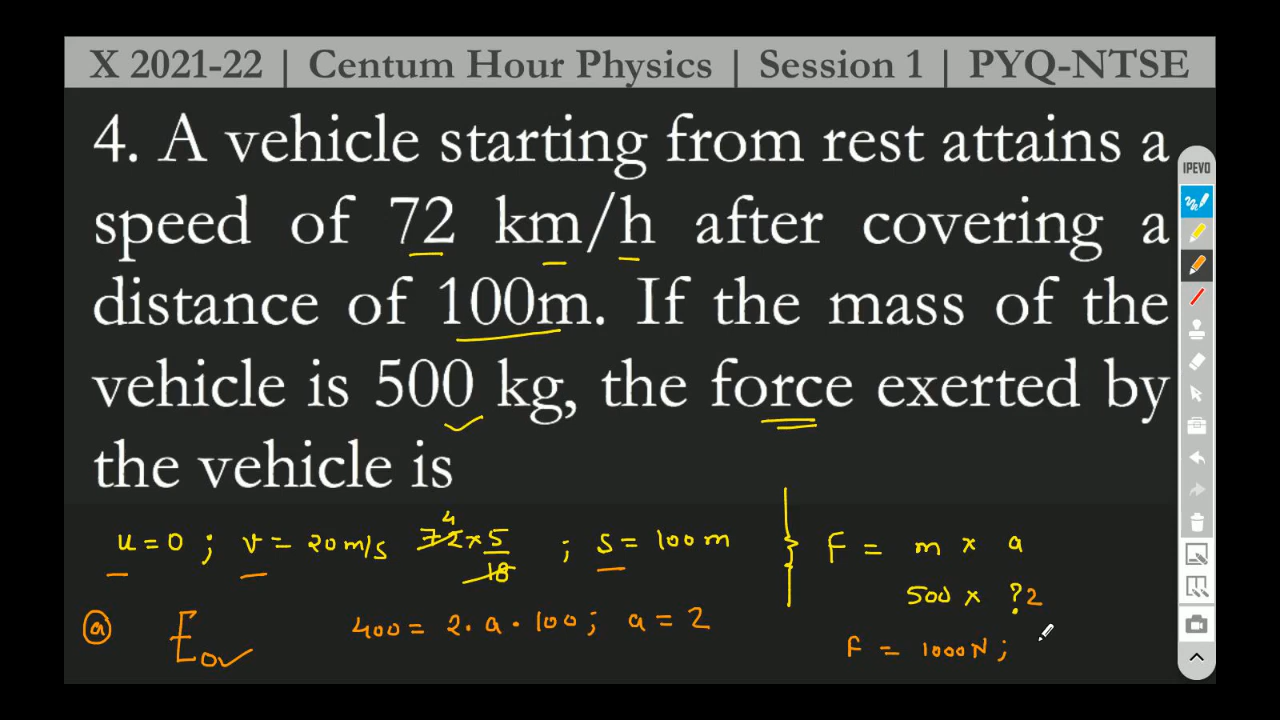 X 2021-22 | Centum Hour Physics | Session 1 | PYQ-NTSE
4. A vehicle starting from rest attains a
speed of 72 km/h after covering a
distance of 100m. If the mass of the
vehicle is 500 kg, the force exerted by
the vehicle is
u = 0 ; v = 20 m/s 72 4 × 5/18 ; s = 100 m
F = m × a
500 × ? 2
a 400 = 2 · a · 100 ; a = 2
F = 1000 N ;
IPEVO